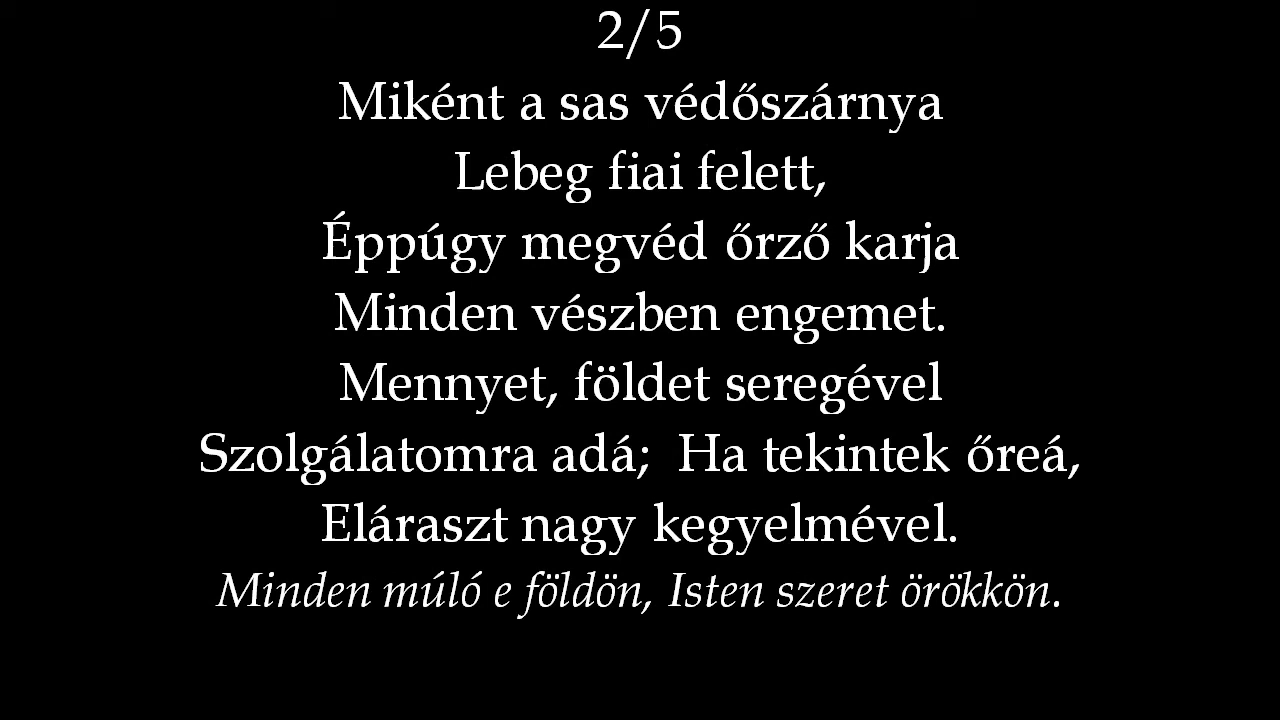 2/5
Miként a sas védőszárnya
Lebeg fiai felett,
Éppúgy megvéd őrző karja
Minden vészben engemet.
Mennyet, földet seregével
Szolgálatomra adá;  Ha tekintek őreá,
Eláraszt nagy kegyelmével.
Minden múló e földön, Isten szeret örökkön.